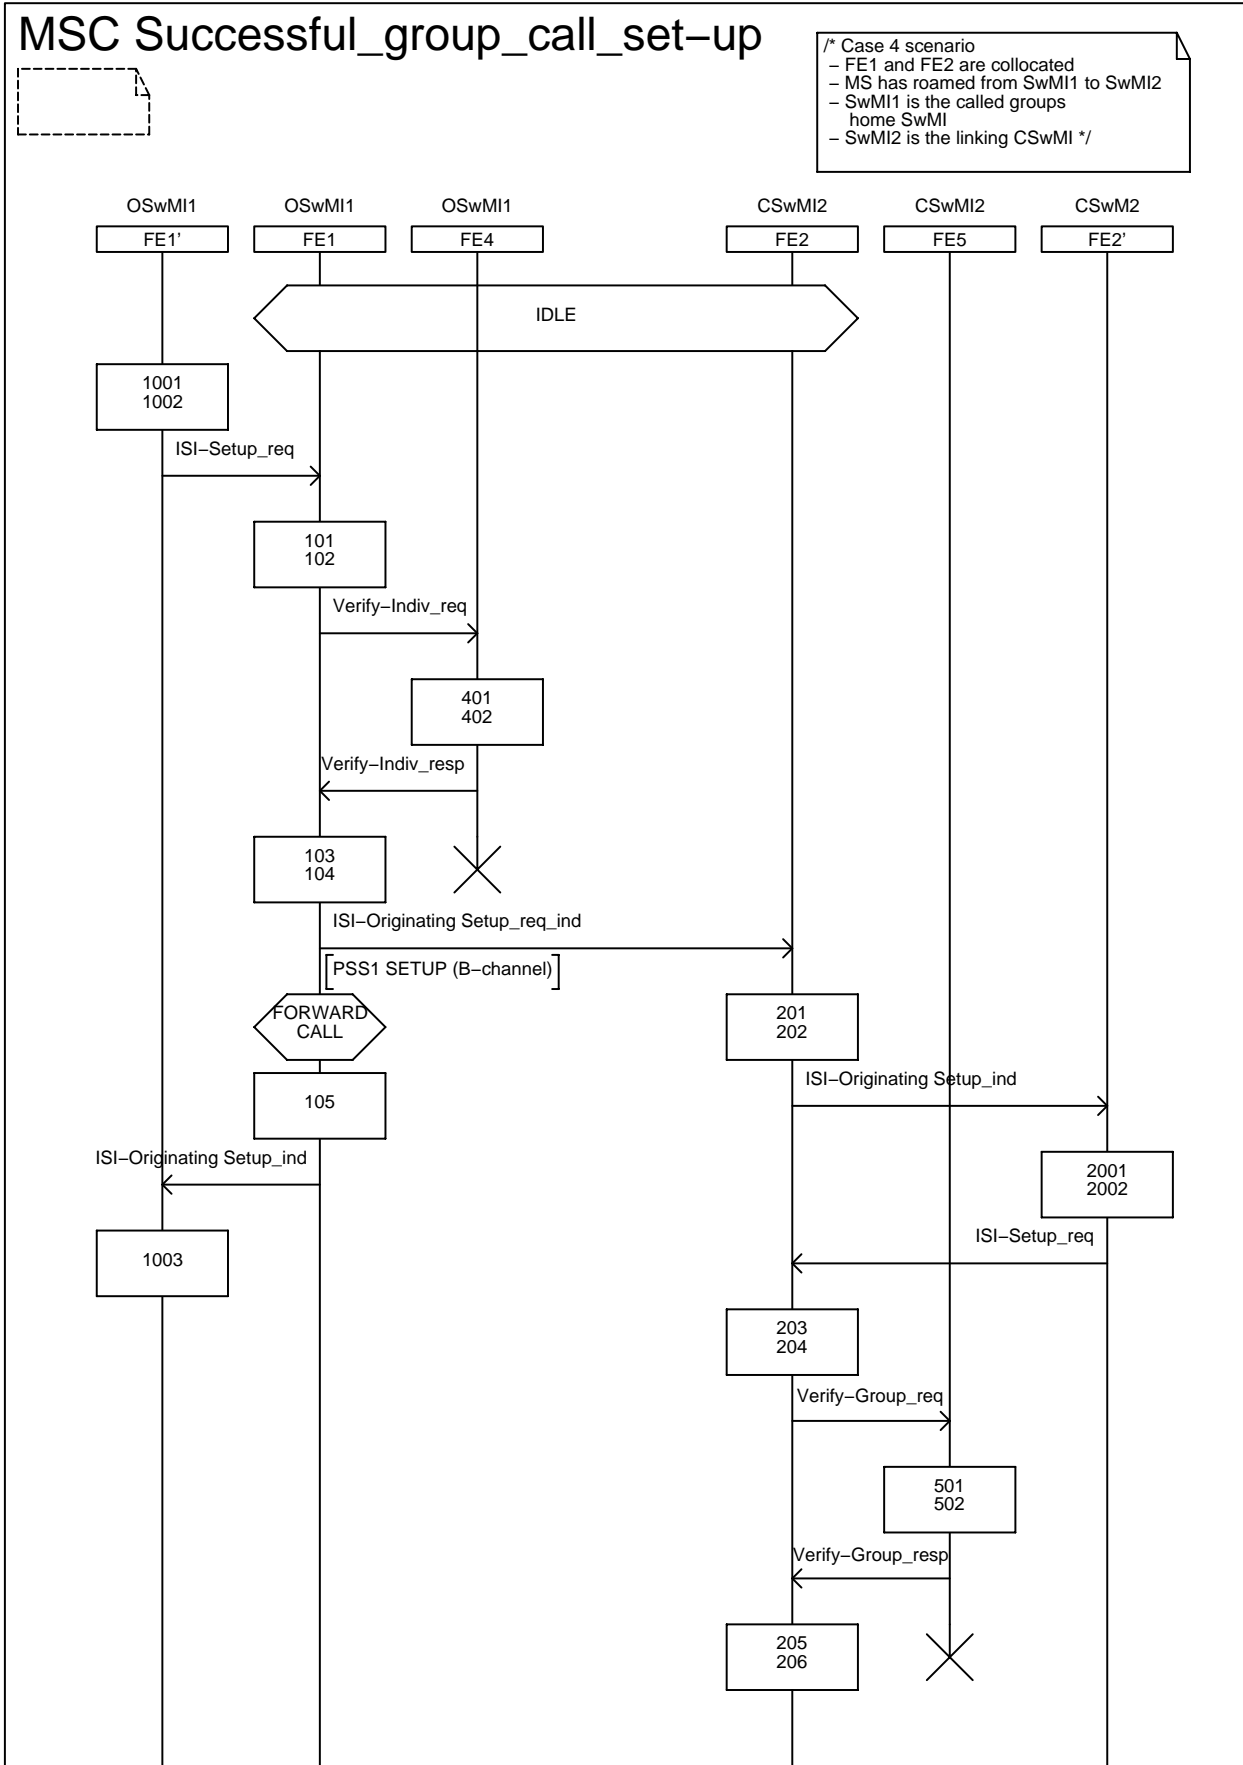 MSC Successful_group_call_set−up
/* Case 4 scenario
− FE1 and FE2 are collocated
− MS has roamed from SwMI1 to SwMI2
− SwMI1 is the called groups
home SwMI
− SwMI2 is the linking CSwMI */
OSwMI1 OSwMI1 OSwMI1 CSwMI2 CSwMI2 CSwM2
FE1' FE1 FE4 FE2 FE5 FE2'
IDLE
1001
1002
ISI−Setup_req
101
102
Verify−Indiv_req
401
402
Verify−Indiv_resp
103
104
ISI−Originating Setup_req_ind
PSS1 SETUP (B−channel)
FORWARD
CALL
201
202
ISI−Originating Setup_ind
105
ISI−Originating Setup_ind
2001
2002
1003
ISI−Setup_req
203
204
Verify−Group_req
501
502
Verify−Group_resp
205
206